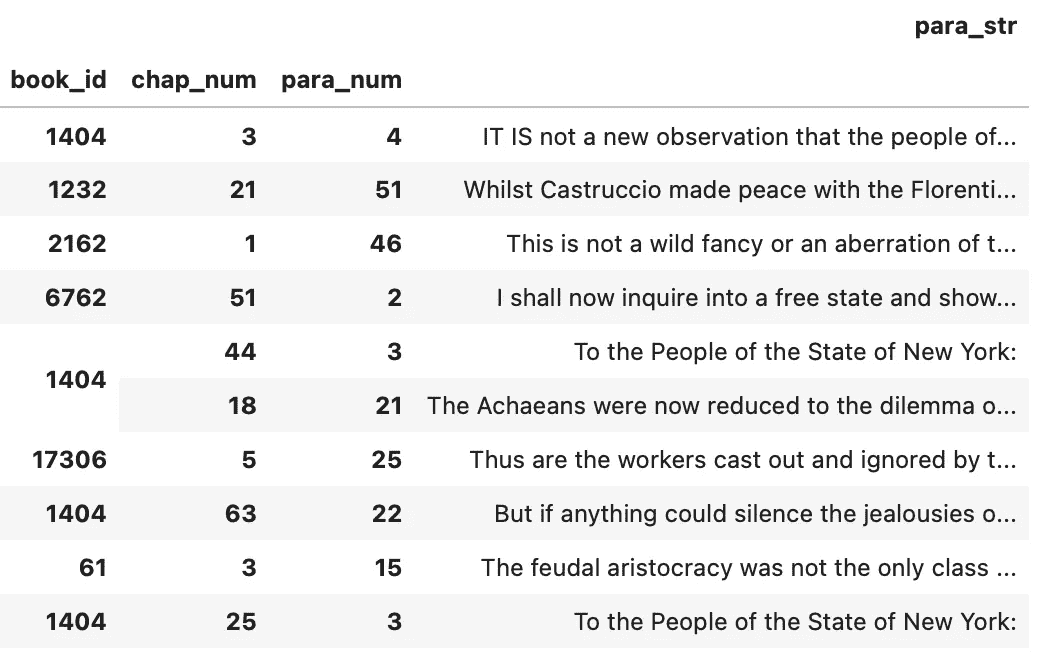 para_str
book_id chap_num para_num
1404 3 4 IT IS not a new observation that the people of...
1232 21 51 Whilst Castruccio made peace with the Florenti...
2162 1 46 This is not a wild fancy or an aberration of t...
6762 51 2 I shall now inquire into a free state and show...
1404 44 3 To the People of the State of New York:
18 21 The Achaeans were now reduced to the dilemma o...
17306 5 25 Thus are the workers cast out and ignored by t...
1404 63 22 But if anything could silence the jealousies o...
61 3 15 The feudal aristocracy was not the only class ...
1404 25 3 To the People of the State of New York: